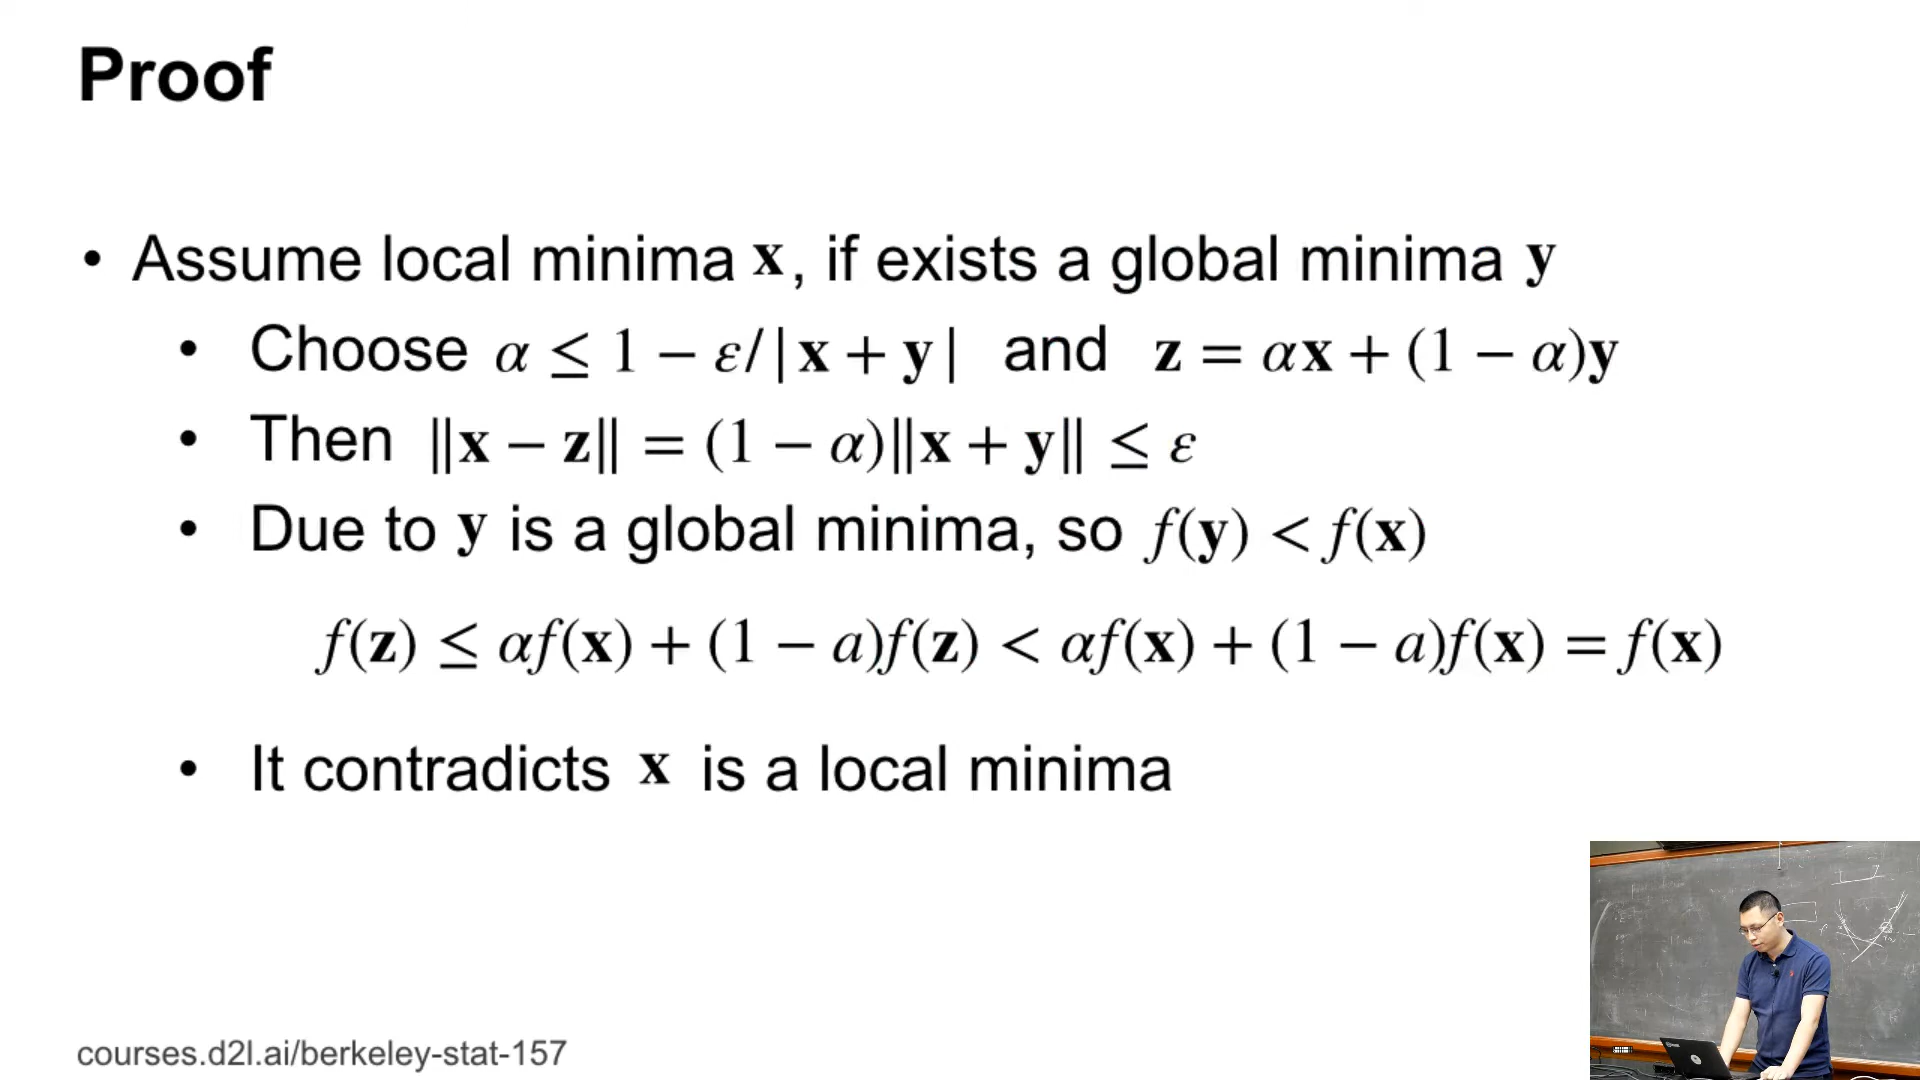 Proof
• Assume local minima x, if exists a global minima y
• Choose α ≤ 1 − ε/|x + y| and z = αx + (1 − α)y
• Then ‖x − z‖ = (1 − α)‖x + y‖ ≤ ε
• Due to y is a global minima, so f(y) < f(x)
f(z) ≤ αf(x) + (1 − a)f(z) < αf(x) + (1 − a)f(x) = f(x)
• It contradicts x is a local minima
courses.d2l.ai/berkeley-stat-157